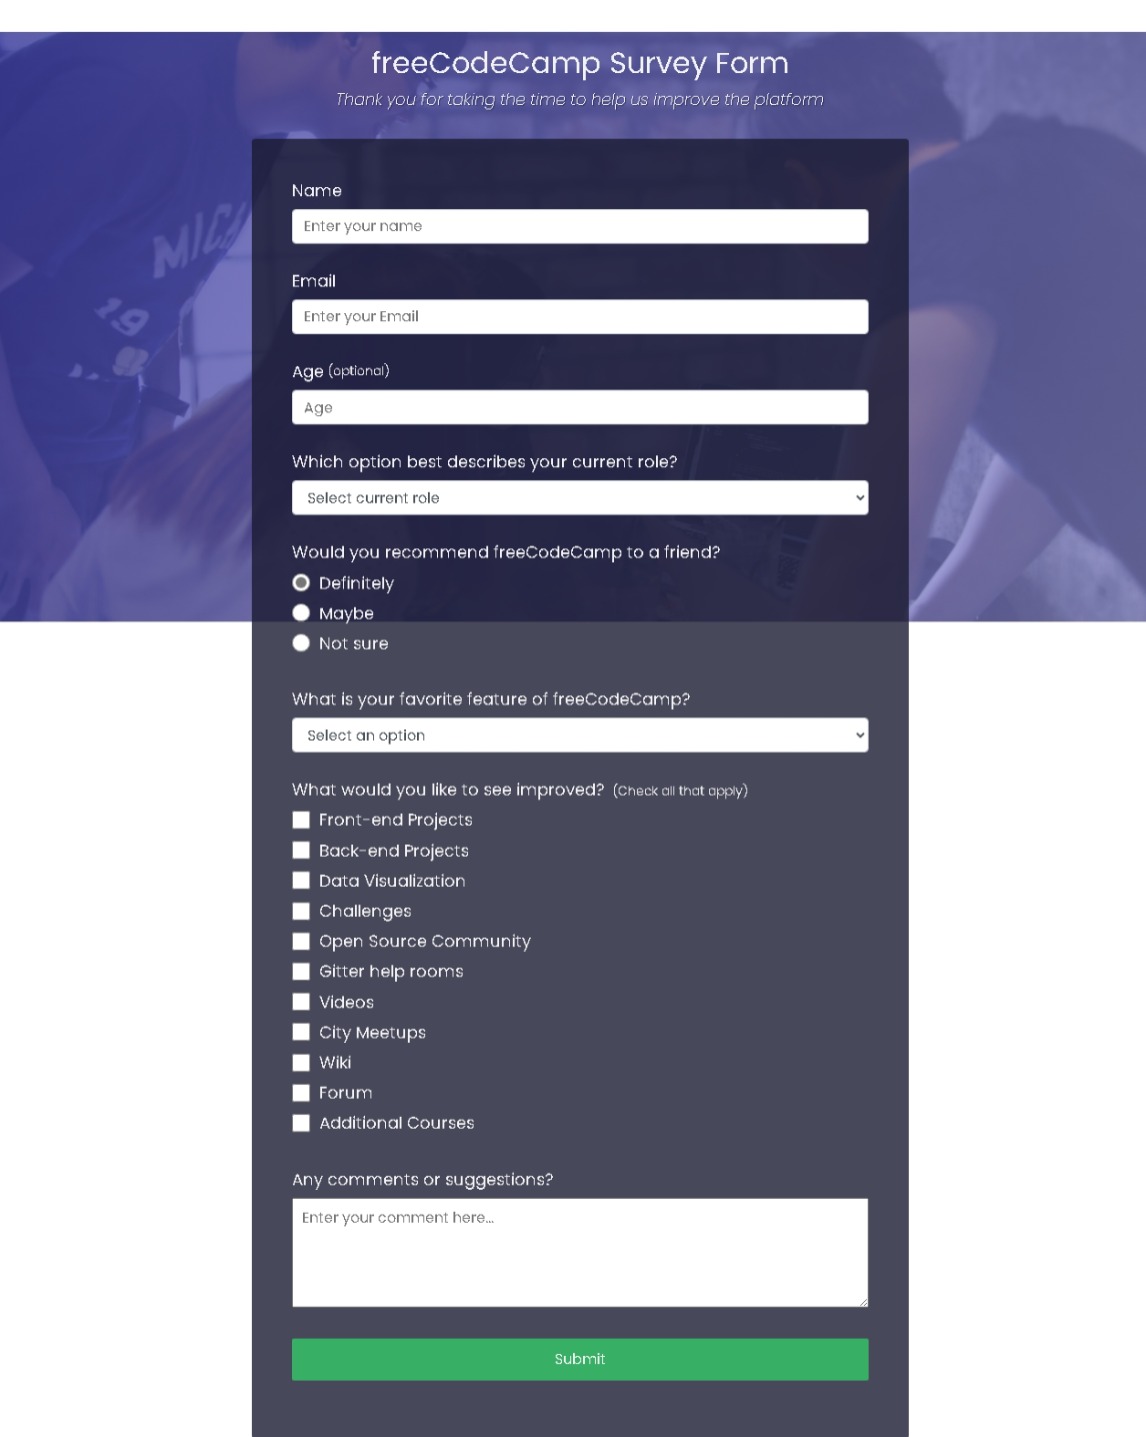 freeCodeCamp Survey Form
Thank you for taking the time to help us improve the platform
MICA
19
Name
Enter your name
Email
Enter your Email
Age (optional)
Age
Which option best describes your current role?
Select current role
Would you recommend freeCodeCamp to a friend?
Definitely
Maybe
Not sure
What is your favorite feature of freeCodeCamp?
Select an option
What would you like to see improved? (Check all that apply)
Front-end Projects
Back-end Projects
Data Visualization
Challenges
Open Source Community
Gitter help rooms
Videos
City Meetups
Wiki
Forum
Additional Courses
Any comments or suggestions?
Enter your comment here...
Submit